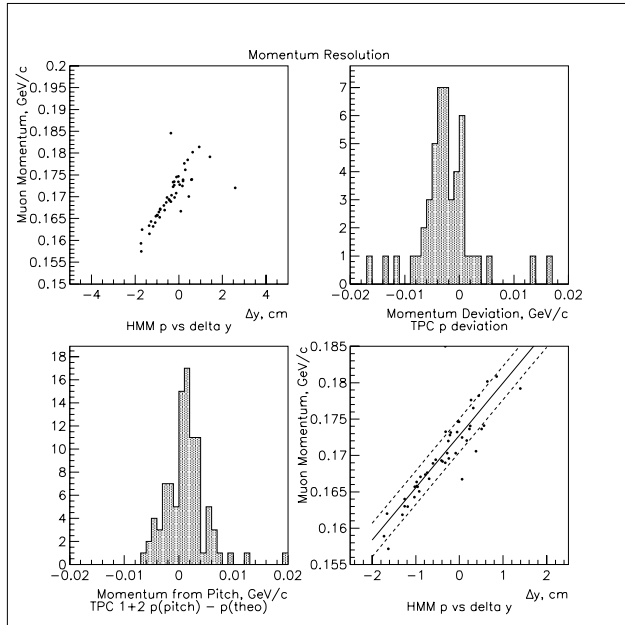 Momentum Resolution
Muon Momentum, GeV/c
0.2
0.195
0.19
0.185
0.18
0.175
0.17
0.165
0.16
0.155
0.15
−4 −2 0 2 4
Δy, cm
HMM p vs delta y
7
6
5
4
3
2
1
0
−0.02 −0.01 0 0.01 0.02
Momentum Deviation, GeV/c
TPC p deviation
18
16
14
12
10
8
6
4
2
0
−0.02 −0.01 0 0.01 0.02
Momentum from Pitch, GeV/c
TPC 1+2 p(pitch) − p(theo)
Muon Momentum, GeV/c
0.185
0.18
0.175
0.17
0.165
0.16
0.155
−2 −1 0 1 2
Δy, cm
HMM p vs delta y